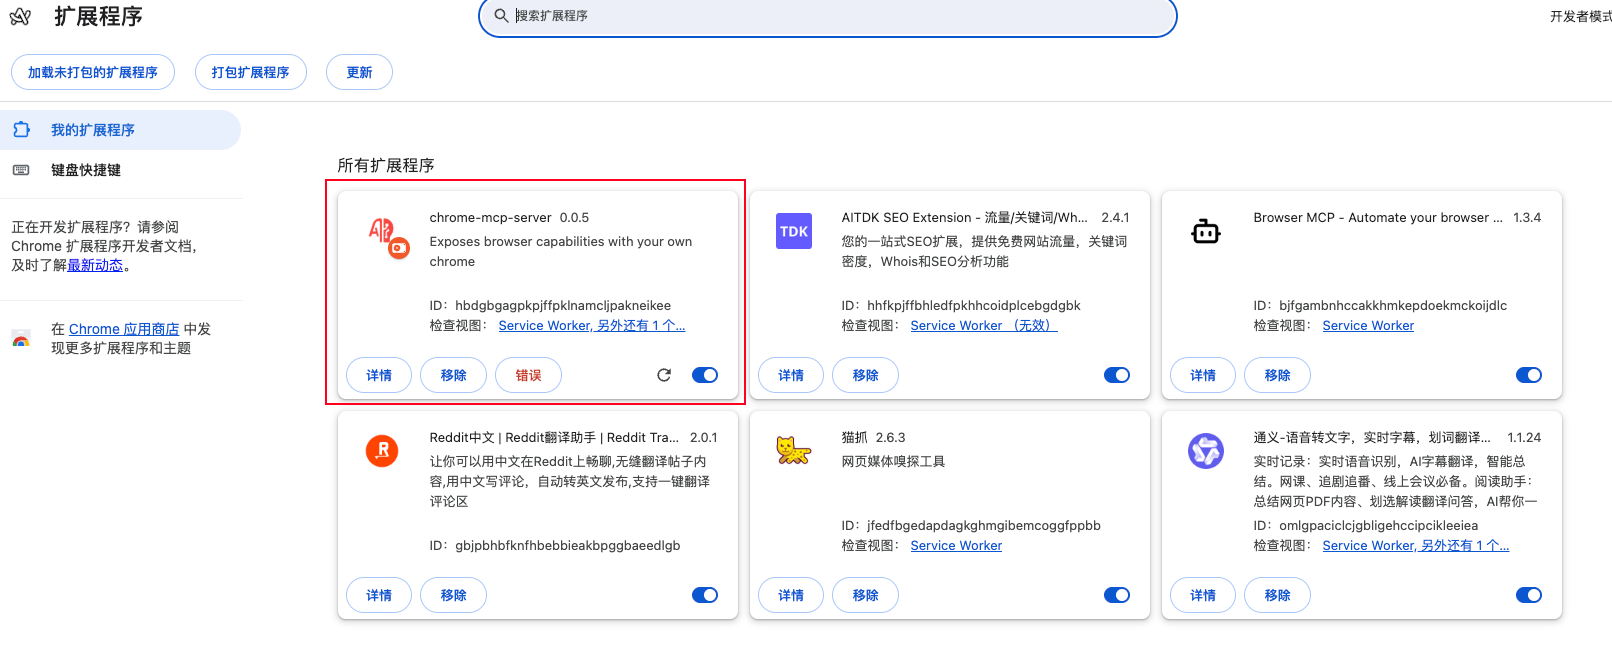 扩展程序
搜索扩展程序
加载未打包的扩展程序
打包扩展程序
更新
我的扩展程序
键盘快捷键
正在开发扩展程序？请参阅
Chrome 扩展程序开发者文档，
及时了解最新动态。
在 Chrome 应用商店 中发
现更多扩展程序和主题
所有扩展程序
chrome-mcp-server 0.0.5
Exposes browser capabilities with your own
chrome
ID：hbdgbgagpkpjffpklnamcljpakneikee
检查视图： Service Worker, 另外还有 1 个...
详情
移除
错误
TDK
AITDK SEO Extension - 流量/关键词/Wh... 2.4.1
您的一站式SEO扩展，提供免费网站流量，关键词
密度，Whois和SEO分析功能
ID：hhfkpjffbhledfpkhhcoidplcebgdgbk
检查视图： Service Worker （无效）
详情
移除
Browser MCP - Automate your browser ... 1.3.4
ID：bjfgambnhccakkhmkepdoekmckoijdlc
检查视图： Service Worker
详情
移除
Reddit中文 | Reddit翻译助手 | Reddit Tra... 2.0.1
让你可以用中文在Reddit上畅聊,无缝翻译帖子内
容,用中文写评论，自动转英文发布,支持一键翻译
评论区
ID：gbjpbhbfknfhbebbieakbpggbaeedlgb
详情
移除
猫抓 2.6.3
网页媒体嗅探工具
ID：jfedfbgedapdagkghmgibemcoggfppbb
检查视图： Service Worker
详情
移除
通义-语音转文字，实时字幕，划词翻译... 1.1.24
实时记录：实时语音识别，AI字幕翻译，智能总
结。网课、追剧追番、线上会议必备。阅读助手：
总结网页PDF内容、划选解读翻译问答，AI帮你一
ID：omlgpaciclcjgbligehccipcikleeiea
检查视图： Service Worker, 另外还有 1 个...
详情
移除